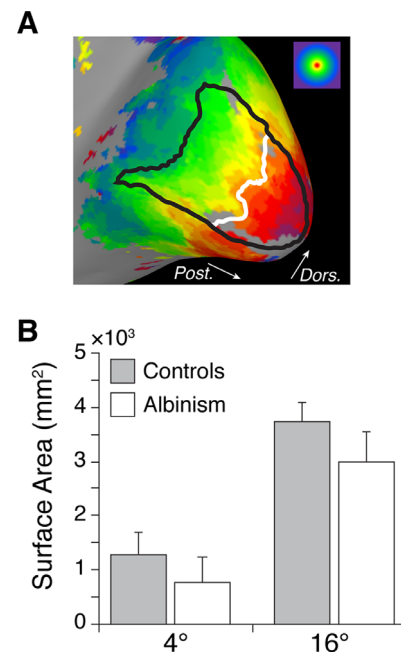 A
Post.
Dors.
B
×10³
5
4
3
2
1
0
Surface Area (mm²)
Controls
Albinism
4°
16°